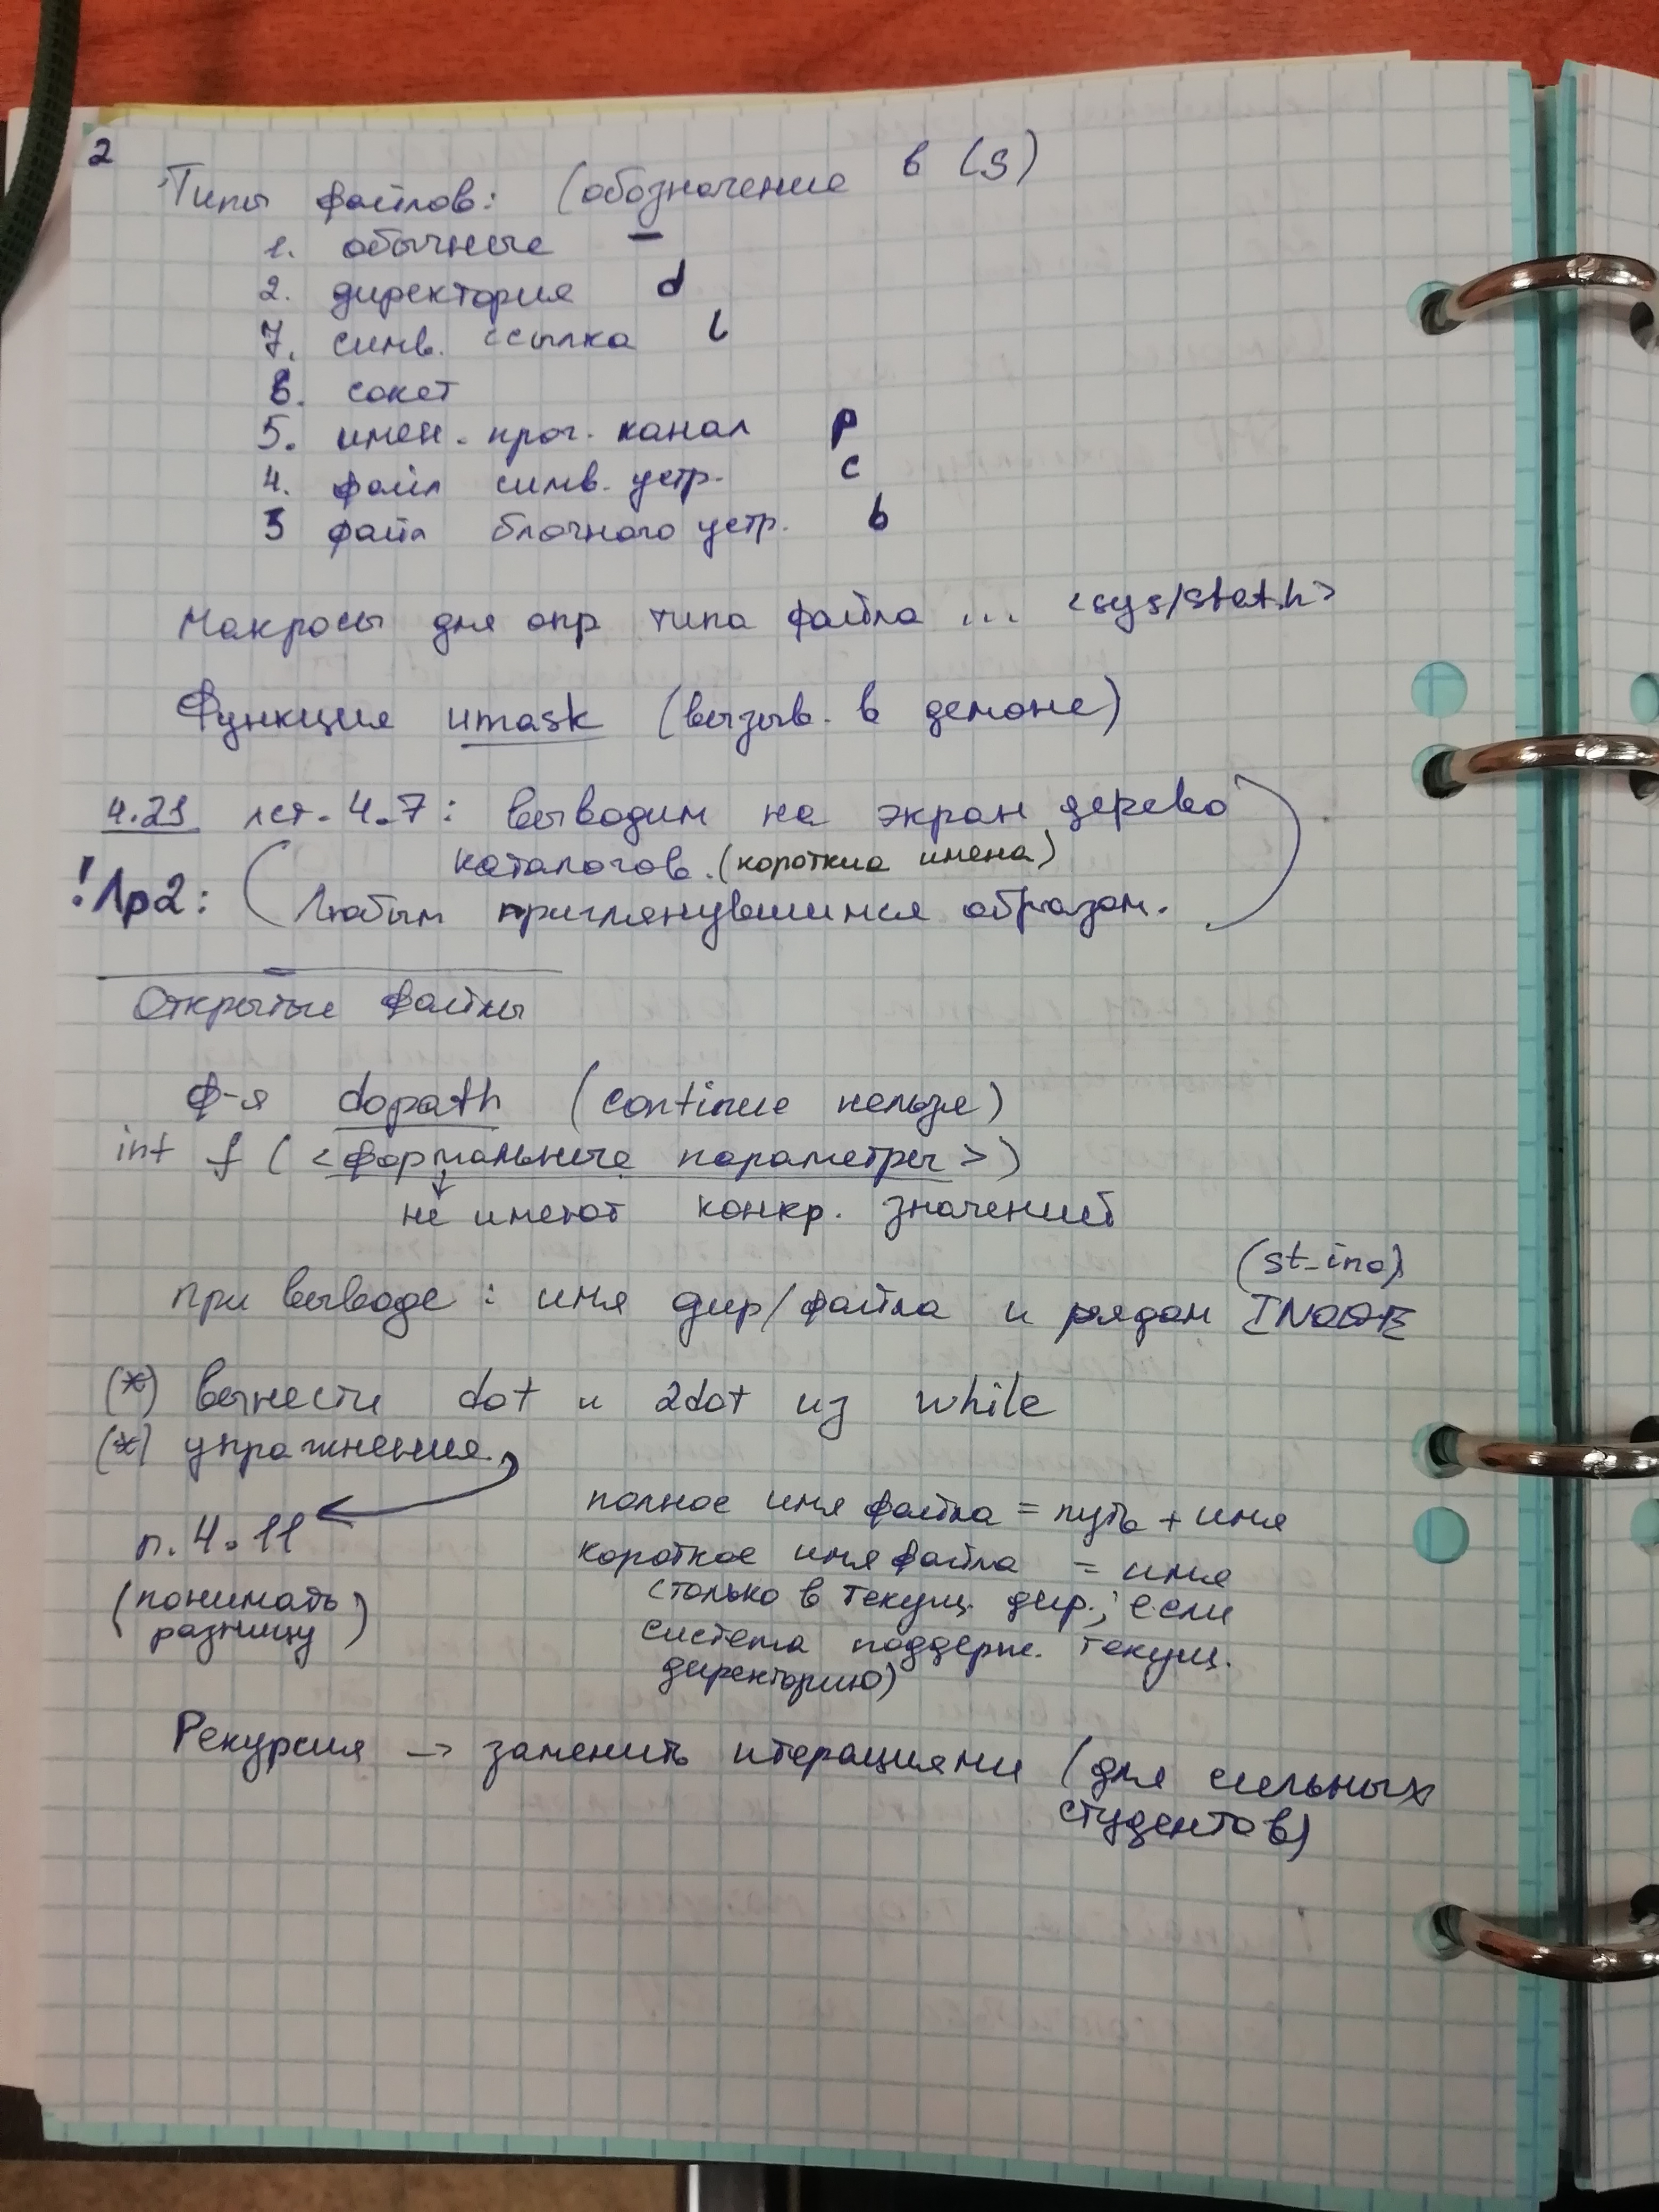 2
Типы файлов: (обозначение в (S)
1. обычные –
2. директория d
7. симв. ссылка l
6. сокет
5. имен. прог. канал p
4. файл симв. устр. c
3 файл блочного устр. b
Макросы для опр типа файла ... <sys/stat.h>
Функция umask (вызыв. в демоне)
4.21 лст. 4.7: выводим на экран дерево
каталогов. (короткие имена)
! Лр2: (Любым приглянувшимся образом.)
Открытые файлы
Ф-я dopath (continue нельзя)
int f (<формальные параметры>)
не имеют конкр. значений
(st_ino)
при выводе: имя дир/файла и рядом INODE
(*) вынести dot и 2dot из while
(*) упражнения.
п. 4.11
(понимать разницу)
полное имя файла = путь + имя
короткое имя файла = имя
(только в текущ. дир.; если
система поддерж. текущ.
директорию)
Рекурсия -> заменить итерациями (для сильных
студентов)